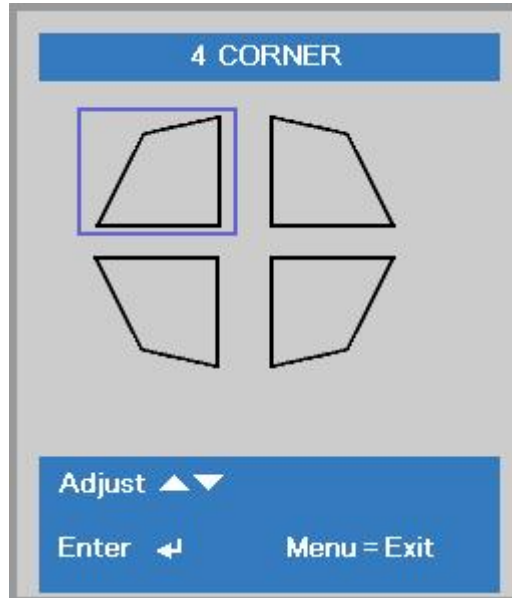 4 CORNER
Adjust ▲▼
Enter ↵
Menu = Exit